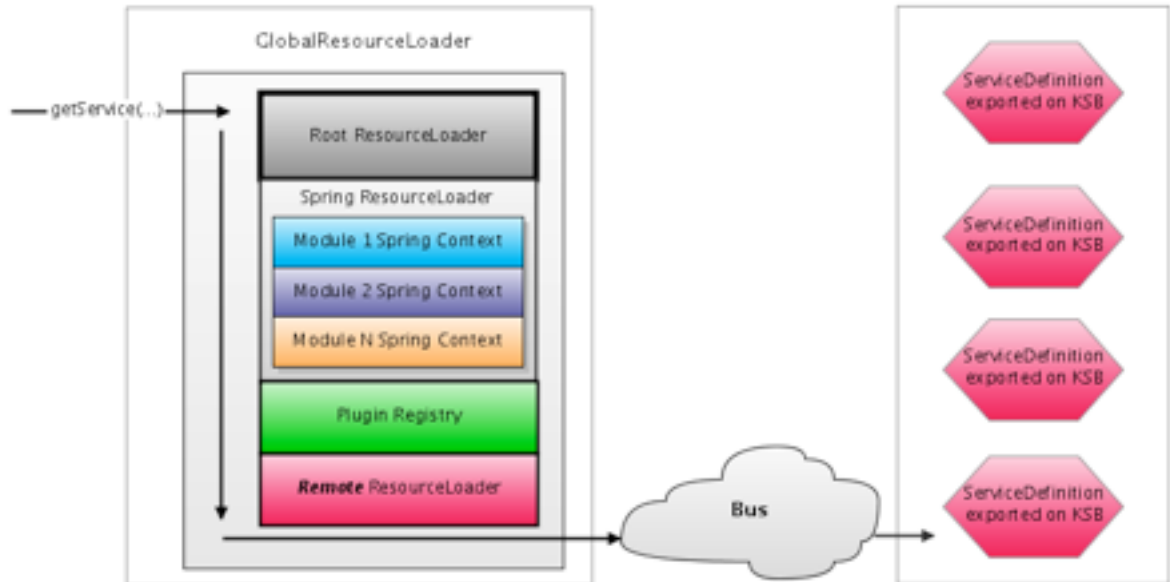 GlobalResourceLoader
getService(...)
Root ResourceLoader
Spring ResourceLoader
Module 1 Spring Context
Module 2 Spring Context
Module N Spring Context
Plugin Registry
Remote ResourceLoader
Bus
ServiceDefinition
exported on KSB
ServiceDefinition
exported on KSB
ServiceDefinition
exported on KSB
ServiceDefinition
exported on KSB